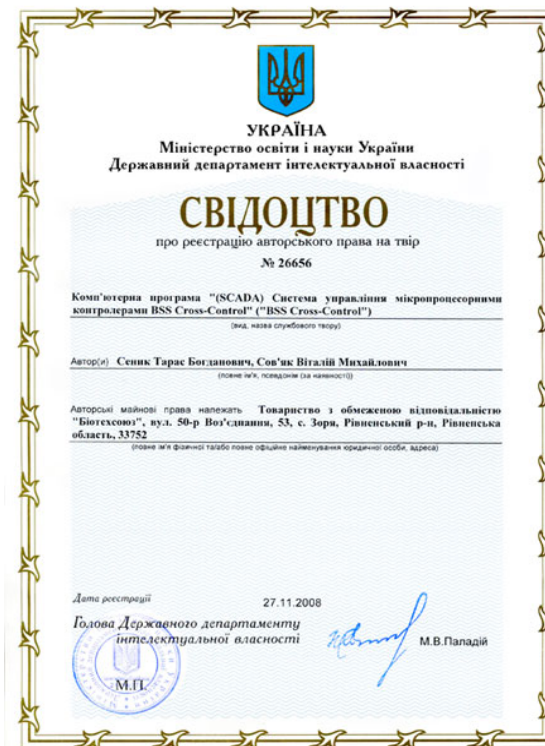 УКРАЇНА
Міністерство освіти і науки України
Державний департамент інтелектуальної власності
СВІДОЦТВО
про реєстрацію авторського права на твір
№ 26656
Комп'ютерна програма "(SCADA) Система управління мікропроцесорними
контролерами BSS Cross-Control" ("BSS Cross-Control")
(вид, назва службового твору)
Автор(и) Сеник Тарас Богданович, Сов'як Віталій Михайлович
(повне ім'я, псевдонім (за наявності))
Авторські майнові права належать Товариство з обмеженою відповідальністю
"Біотехсоюз", вул. 50-р Воз'єднання, 53, с. Зоря, Рівненський р-н, Рівненська
область, 33752
(повне ім'я фізичної та/або повне офіційне найменування юридичної особи, адреса)
Дата реєстрації 27.11.2008
Голова Державного департаменту
інтелектуальної власності
М.В.Паладій
М.П.